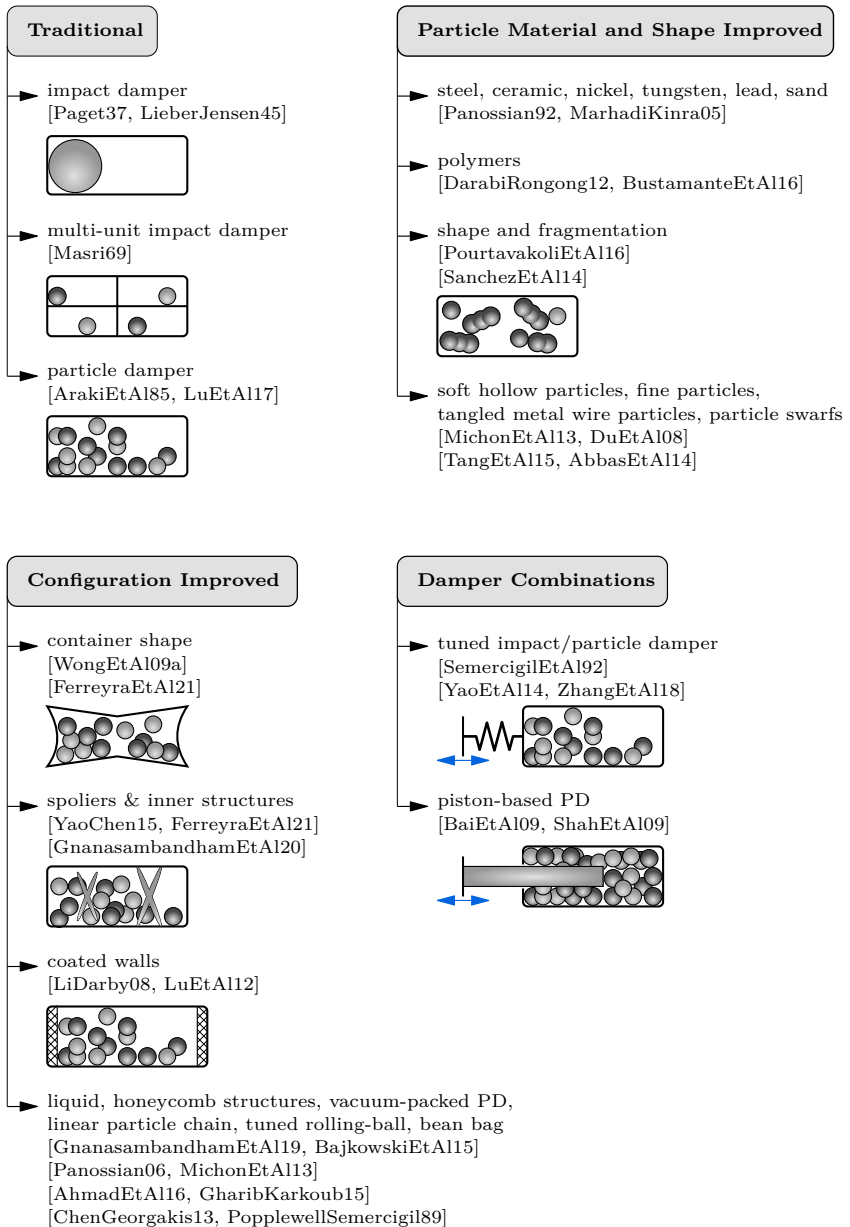 Traditional
impact damper
[Paget37, LieberJensen45]
multi-unit impact damper
[Masri69]
particle damper
[ArakiEtAl85, LuEtAl17]
Particle Material and Shape Improved
steel, ceramic, nickel, tungsten, lead, sand
[Panossian92, MarhadiKinra05]
polymers
[DarabiRongong12, BustamanteEtAl16]
shape and fragmentation
[PourtavakoliEtAl16]
[SanchezEtAl14]
soft hollow particles, fine particles,
tangled metal wire particles, particle swarfs
[MichonEtAl13, DuEtAl08]
[TangEtAl15, AbbasEtAl14]
Configuration Improved
container shape
[WongEtAl09a]
[FerreyraEtAl21]
spoliers & inner structures
[YaoChen15, FerreyraEtAl21]
[GnanasambandhamEtAl20]
coated walls
[LiDarby08, LuEtAl12]
liquid, honeycomb structures, vacuum-packed PD,
linear particle chain, tuned rolling-ball, bean bag
[GnanasambandhamEtAl19, BajkowskiEtAl15]
[Panossian06, MichonEtAl13]
[AhmadEtAl16, GharibKarkoub15]
[ChenGeorgakis13, PopplewellSemercigil89]
Damper Combinations
tuned impact/particle damper
[SemercigilEtAl92]
[YaoEtAl14, ZhangEtAl18]
piston-based PD
[BaiEtAl09, ShahEtAl09]